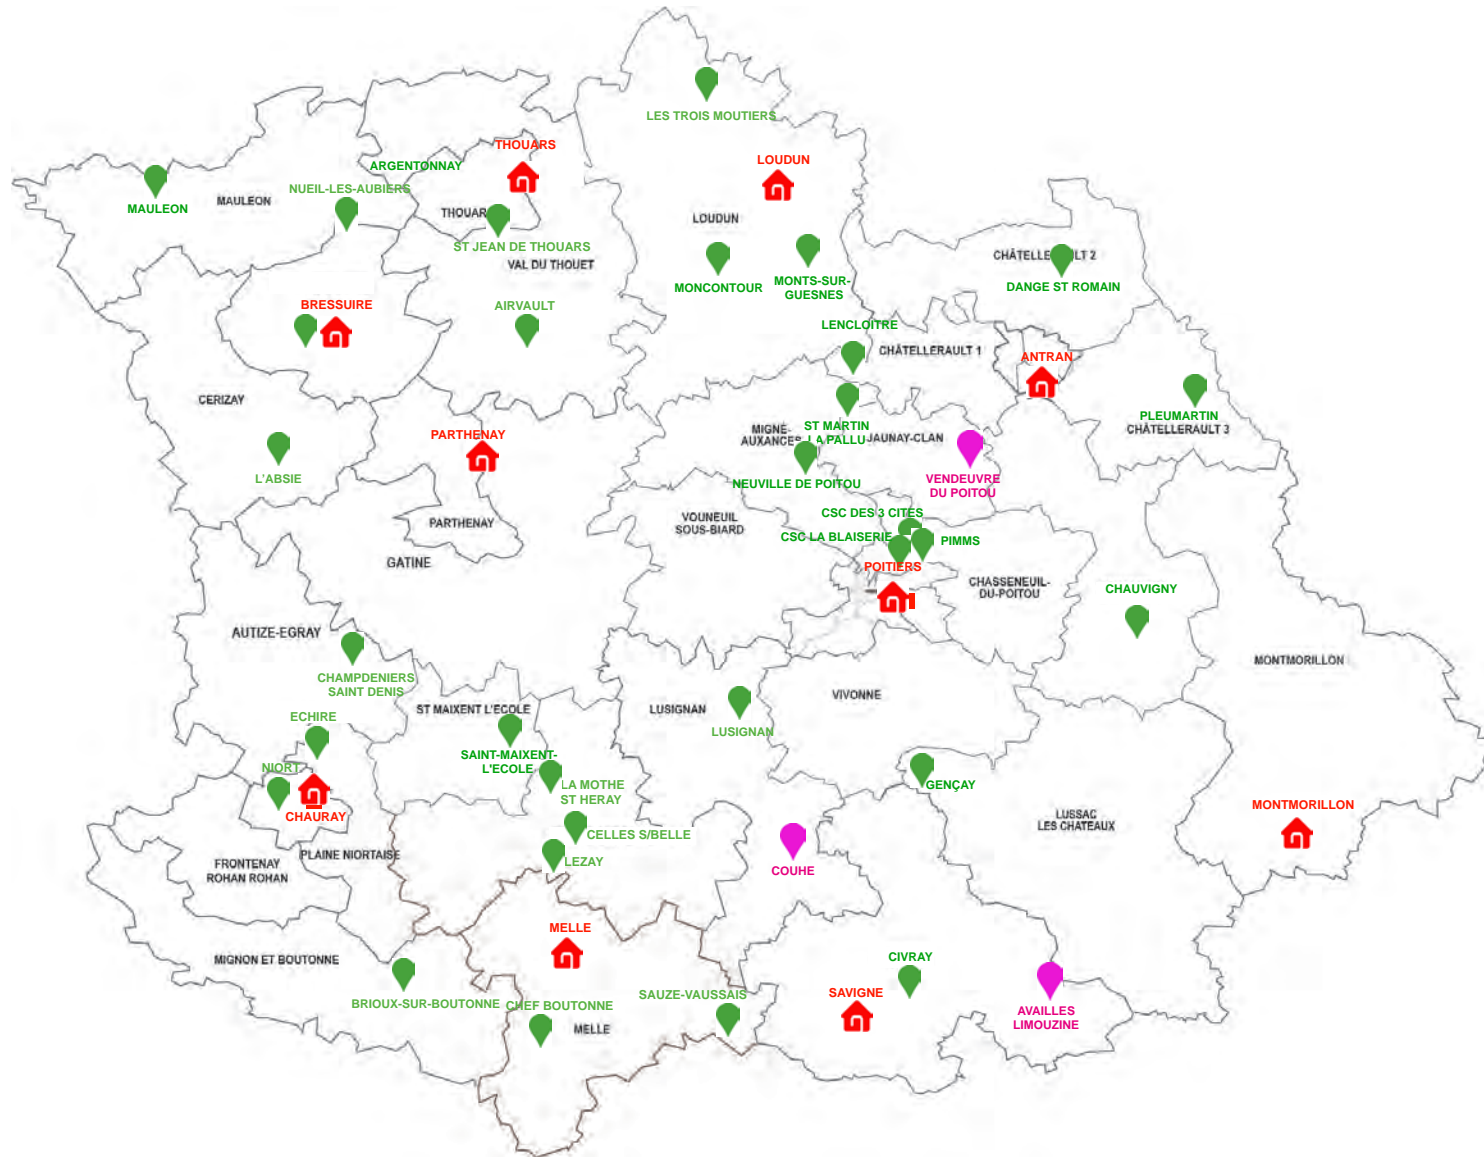 LES TROIS MOUTIERS
THOUARS
ARGENTONNAY
LOUDUN
NUEIL-LES-AUBIERS
MAULEON
MAULEON
THOUAR
LOUDUN
ST JEAN DE THOUARS
VAL DU THOUET
CHÂTELLERAULT 2
MONCONTOUR
MONTS-SUR-
GUESNES
DANGE ST ROMAIN
BRESSUIRE
AIRVAULT
LENCLOITRE
CHÂTELLERAULT 1
ANTRAN
CERIZAY
PLEUMARTIN
CHÂTELLERAULT 3
PARTHENAY
MIGNÉ-
AUXANCES
ST MARTIN
LA PALLU
JAUNAY-CLAN
L'ABSIE
NEUVILLE DE POITOU
VENDEUVRE
DU POITOU
PARTHENAY
VOUNEUIL
SOUS-BIARD
CSC DES 3 CITÉS
CSC LA BLAISERIE
PIMMS
GATINE
POITIERS
CHASSENEUIL-
DU-POITOU
CHAUVIGNY
AUTIZE-EGRAY
MONTMORILLON
CHAMPDENIERS
SAINT DENIS
VIVONNE
ST MAIXENT L'ECOLE
LUSIGNAN
LUSIGNAN
ECHIRE
SAINT-MAIXENT-
L'ECOLE
NIORT
LA MOTHE
ST HERAY
GENÇAY
CHAURAY
MONTMORILLON
LUSSAC
LES CHATEAUX
CELLES S/BELLE
PLAINE NIORTAISE
LEZAY
FRONTENAY
ROHAN ROHAN
COUHE
MELLE
MIGNON ET BOUTONNE
CIVRAY
BRIOUX-SUR-BOUTONNE
CHEF BOUTONNE
SAUZE-VAUSSAIS
SAVIGNE
AVAILLES
LIMOUZINE
MELLE